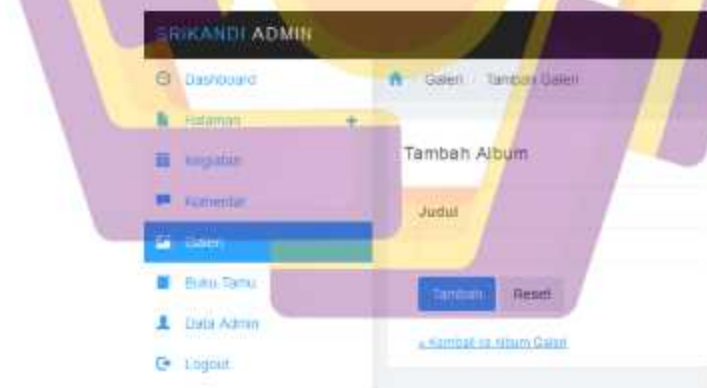 SRIKANDI ADMIN
Dashboard
Galeri / Tambah Galeri
Halaman +
Kegiatan
Tambah Album
Komentar
Judul
Galeri
Buku Tamu
Tambah Reset
Data Admin
« Kembali ke Album Galeri
Logout